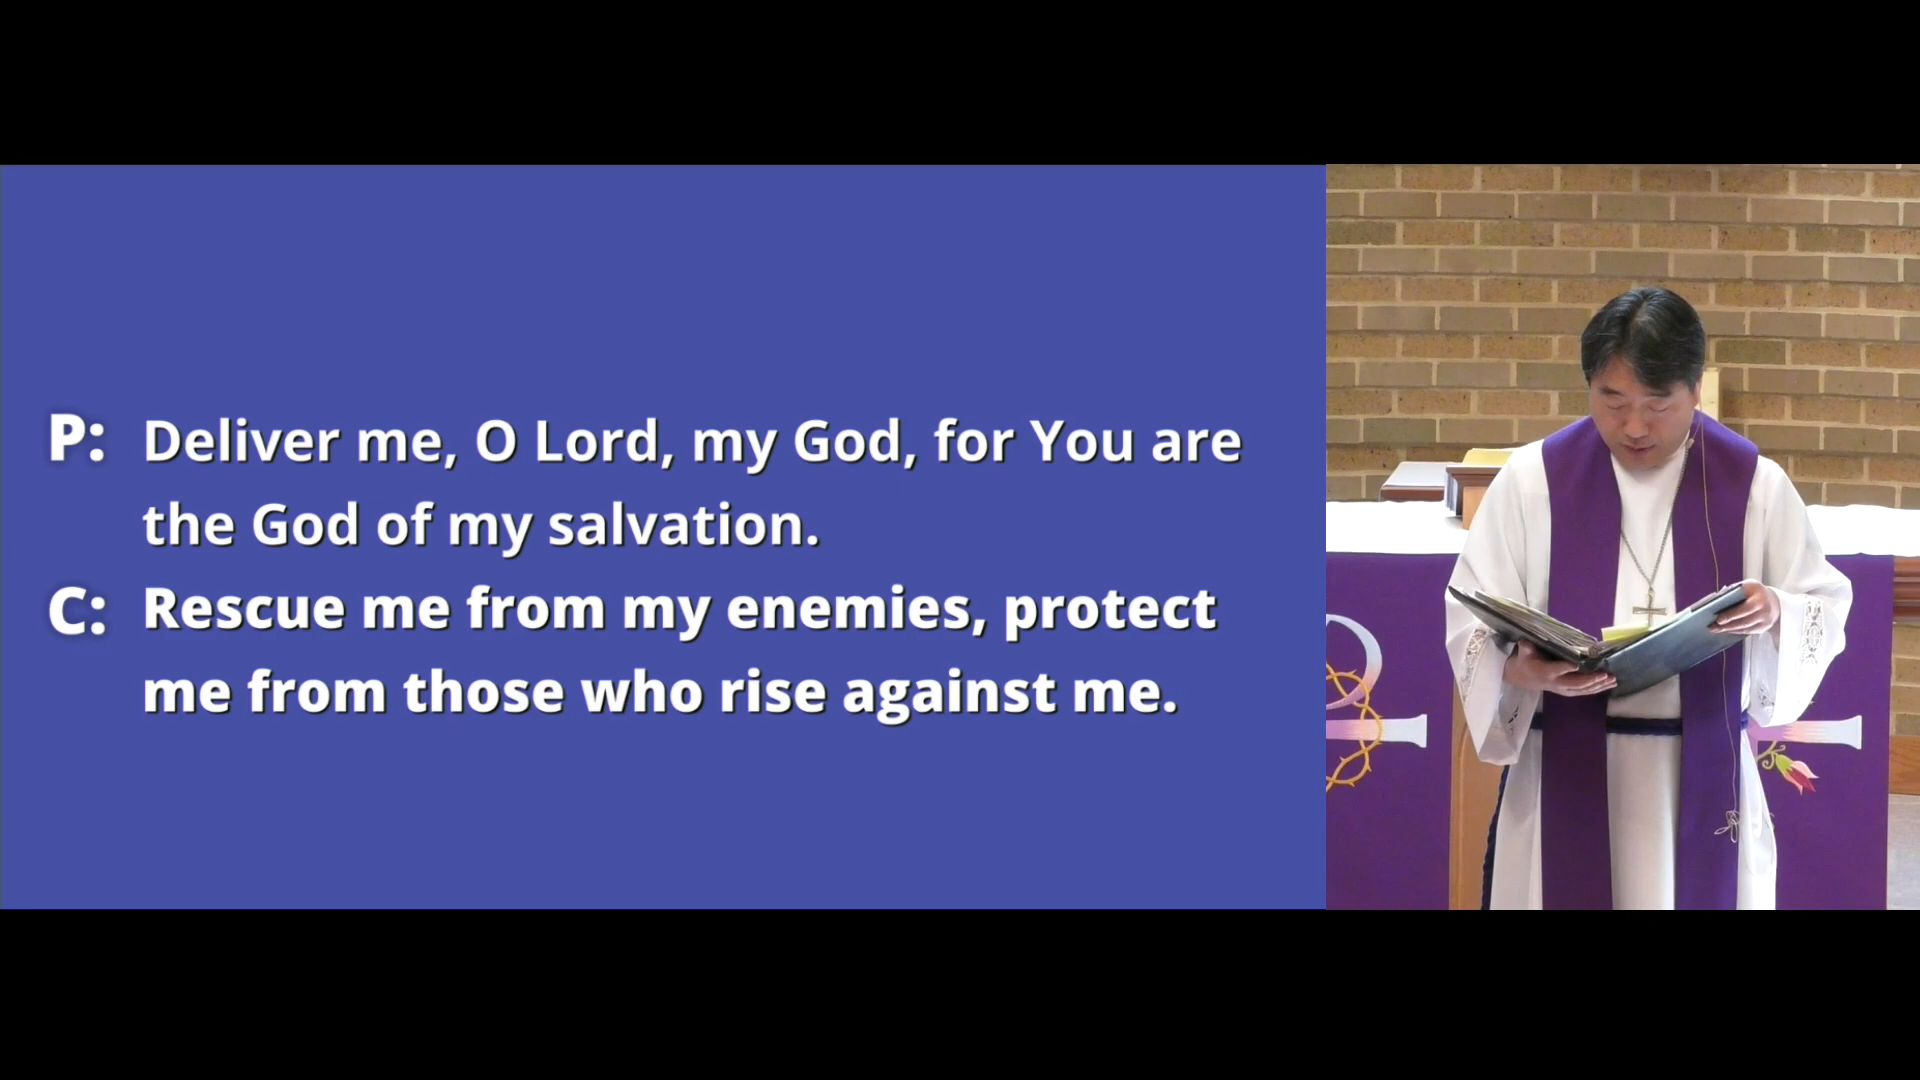 P: Deliver me, O Lord, my God, for You are
the God of my salvation.
C: Rescue me from my enemies, protect
me from those who rise against me.